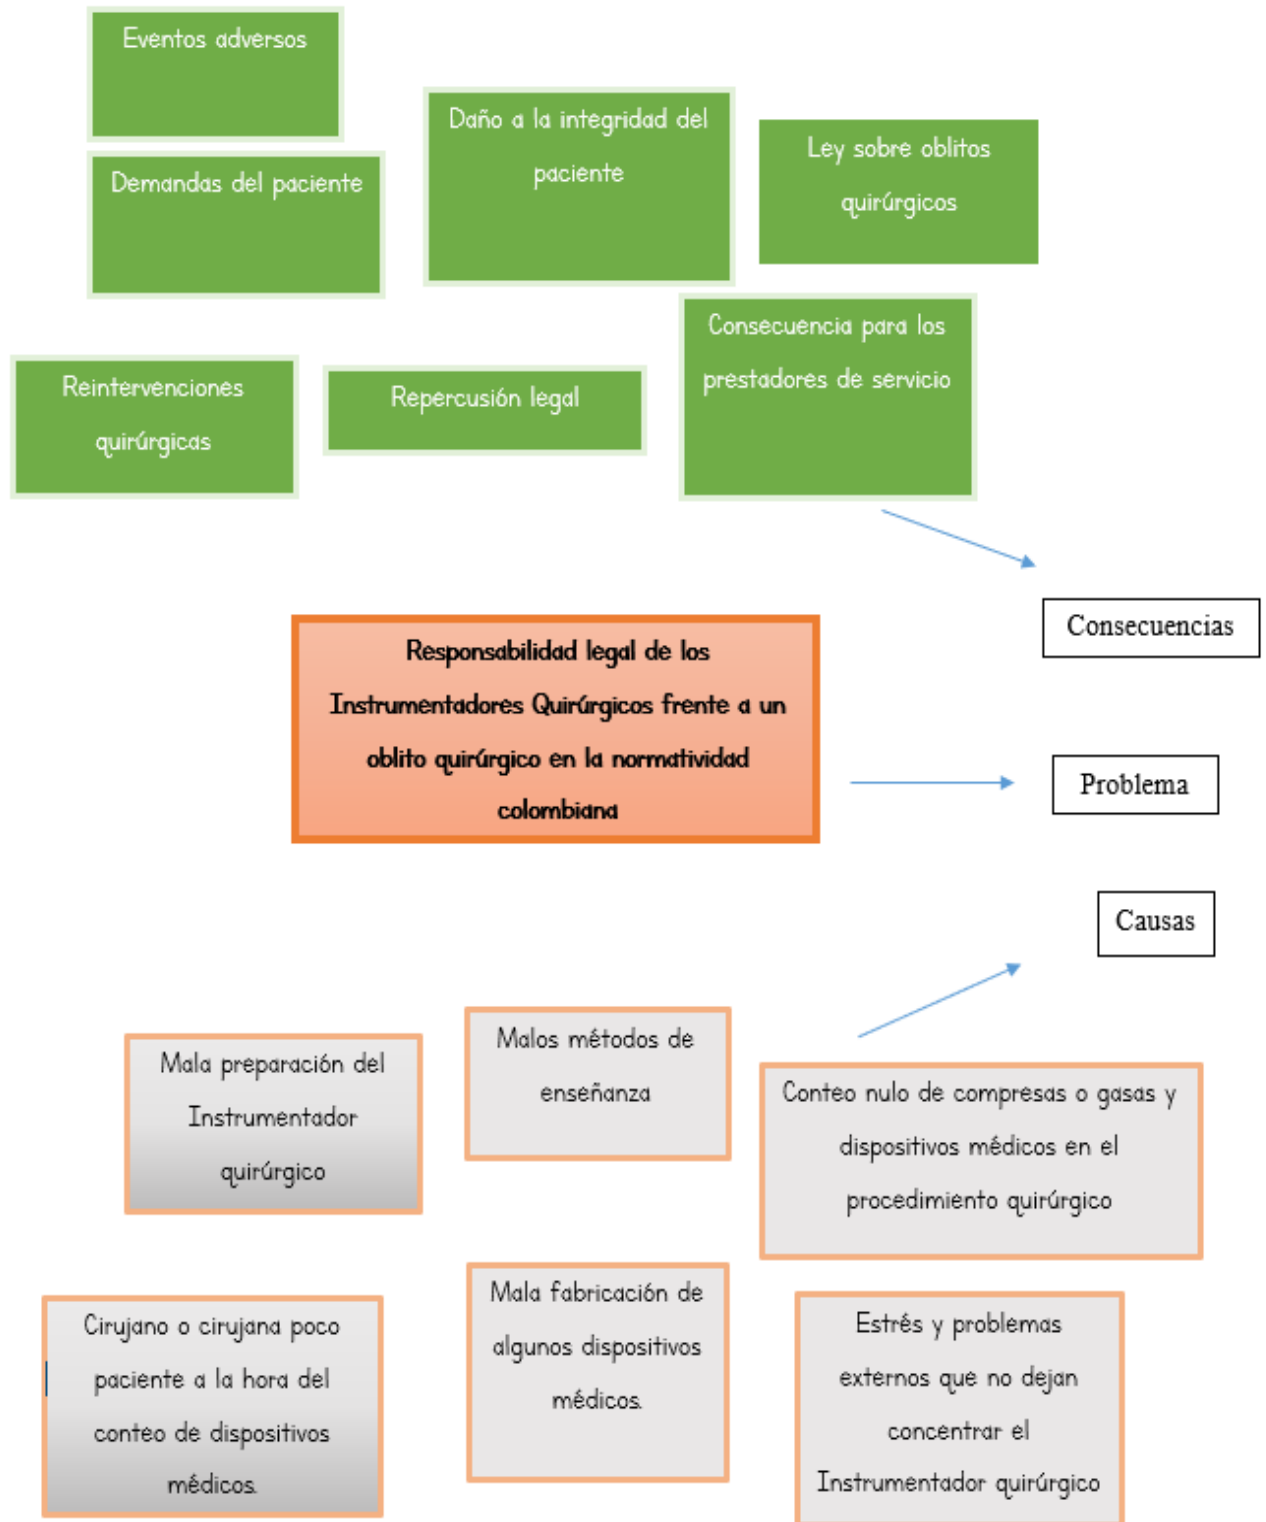 Eventos adversos
Daño a la integridad del
paciente
Ley sobre oblitos
quirúrgicos
Demandas del paciente
Consecuencia para los
prestadores de servicio
Reintervenciones
quirúrgicas
Repercusión legal
Consecuencias
Responsabilidad legal de los
Instrumentadores Quirúrgicos frente a un
oblito quirúrgico en la normatividad
colombiana
Problema
Causas
Mala preparación del
Instrumentador
quirúrgico
Malos métodos de
enseñanza
Conteo nulo de compresas o gasas y
dispositivos médicos en el
procedimiento quirúrgico
Cirujano o cirujana poco
paciente a la hora del
conteo de dispositivos
médicos.
Mala fabricación de
algunos dispositivos
médicos.
Estrés y problemas
externos que no dejan
concentrar el
Instrumentador quirúrgico